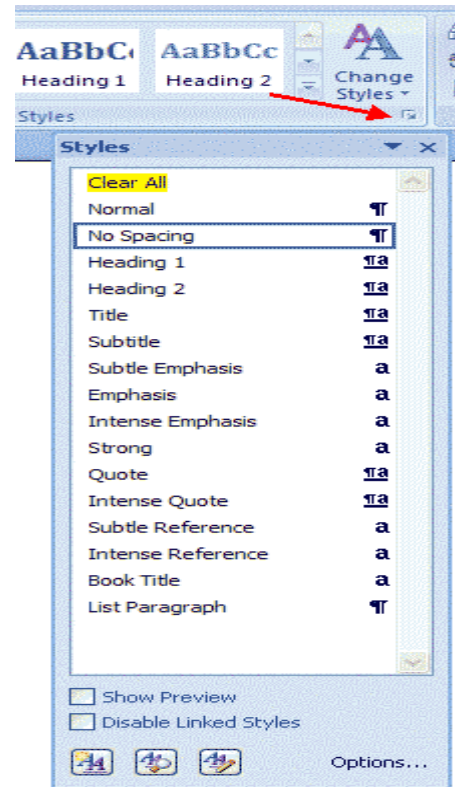 AaBbC AaBbCc
Heading 1 Heading 2 Change Styles
Styles
Styles
Clear All
Normal ¶
No Spacing ¶
Heading 1 ¶a
Heading 2 ¶a
Title ¶a
Subtitle ¶a
Subtle Emphasis a
Emphasis a
Intense Emphasis a
Strong a
Quote ¶a
Intense Quote ¶a
Subtle Reference a
Intense Reference a
Book Title a
List Paragraph ¶
Show Preview
Disable Linked Styles
Options...